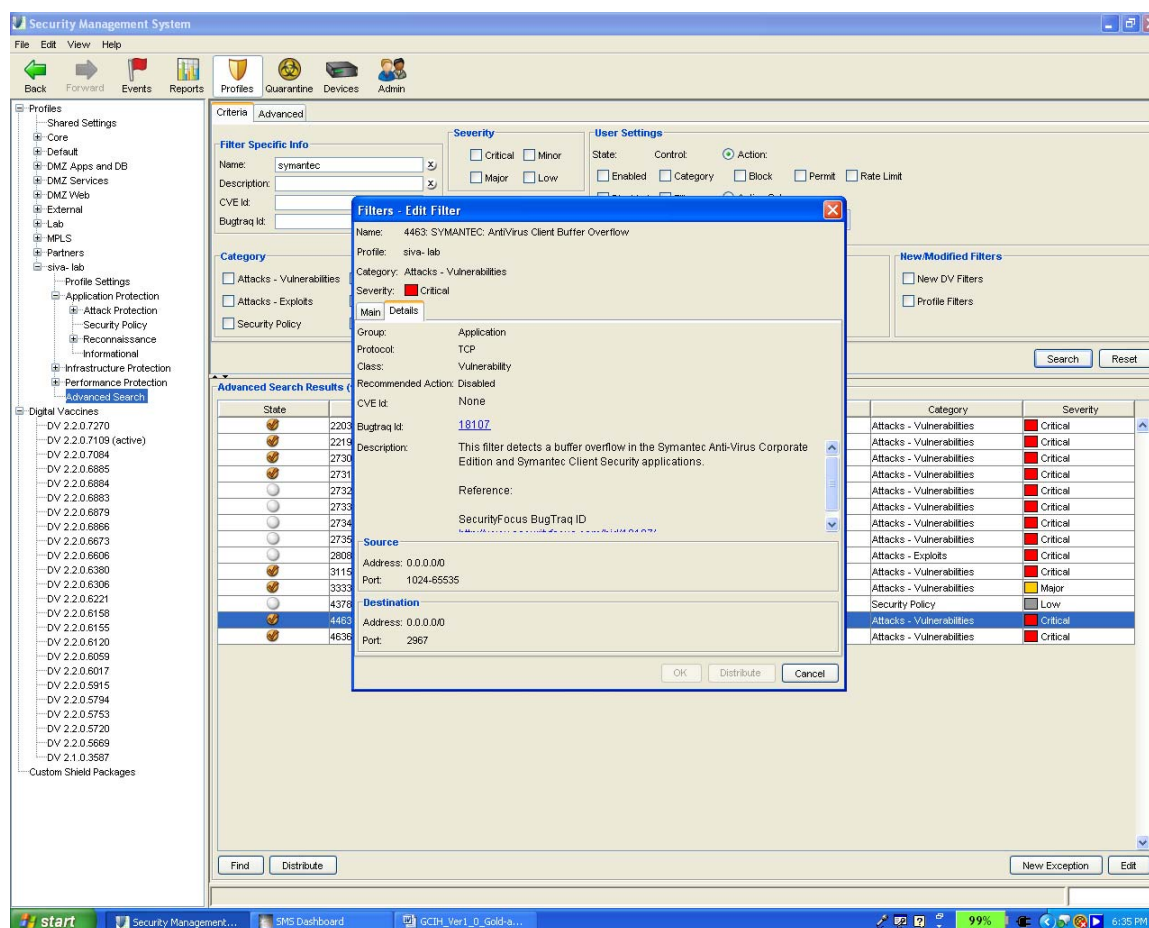 Security Management System
File Edit View Help
Back Forward Events Reports Profiles Quarantine Devices Admin
Profiles
Shared Settings
Core
Default
DMZ Apps and DB
DMZ Services
DMZ Web
External
Lab
MPLS
Partners
siva- lab
Profile Settings
Application Protection
Attack Protection
Security Policy
Reconnaissance
Informational
Infrastructure Protection
Performance Protection
Advanced Search
Digital Vaccines
DV 2.2.0.7270
DV 2.2.0.7109 (active)
DV 2.2.0.7084
DV 2.2.0.6885
DV 2.2.0.6884
DV 2.2.0.6883
DV 2.2.0.6879
DV 2.2.0.6866
DV 2.2.0.6673
DV 2.2.0.6606
DV 2.2.0.6380
DV 2.2.0.6306
DV 2.2.0.6221
DV 2.2.0.6158
DV 2.2.0.6155
DV 2.2.0.6120
DV 2.2.0.6059
DV 2.2.0.6017
DV 2.2.0.5915
DV 2.2.0.5794
DV 2.2.0.5753
DV 2.2.0.5720
DV 2.2.0.5669
DV 2.1.0.3587
Custom Shield Packages
Criteria Advanced
Filter Specific Info
Name: symantec
Description:
CVE Id:
Bugtraq Id:
Severity
Critical Minor
Major Low
User Settings
State: Control: Action:
Enabled Category Block Permit Rate Limit
Category
Attacks - Vulnerabilities
Attacks - Exploits
Security Policy
New/Modified Filters
New DV Filters
Profile Filters
Search Reset
Advanced Search Results
State Category Severity
2203 Attacks - Vulnerabilities Critical
2219 Attacks - Vulnerabilities Critical
2730 Attacks - Vulnerabilities Critical
2731 Attacks - Vulnerabilities Critical
2732 Attacks - Vulnerabilities Critical
2733 Attacks - Vulnerabilities Critical
2734 Attacks - Vulnerabilities Critical
2735 Attacks - Vulnerabilities Critical
2808 Attacks - Exploits Critical
3115 Attacks - Vulnerabilities Critical
3333 Attacks - Vulnerabilities Major
4378 Security Policy Low
4463 Attacks - Vulnerabilities Critical
4636 Attacks - Vulnerabilities Critical
Filters - Edit Filter
Name: 4463: SYMANTEC: AntiVirus Client Buffer Overflow
Profile: siva- lab
Category: Attacks - Vulnerabilities
Severity: Critical
Main Details
Group: Application
Protocol: TCP
Class: Vulnerability
Recommended Action: Disabled
CVE Id: None
Bugtraq Id: 18107
Description: This filter detects a buffer overflow in the Symantec Anti-Virus Corporate
Edition and Symantec Client Security applications.
Reference:
SecurityFocus BugTraq ID
Source
Address: 0.0.0.0/0
Port: 1024-65535
Destination
Address: 0.0.0.0/0
Port: 2967
OK Distribute Cancel
Find Distribute New Exception Edit
start Security Managem... SMS Dashboard GCIH_Ver1_0_Gold-a... 99% 6:35 PM